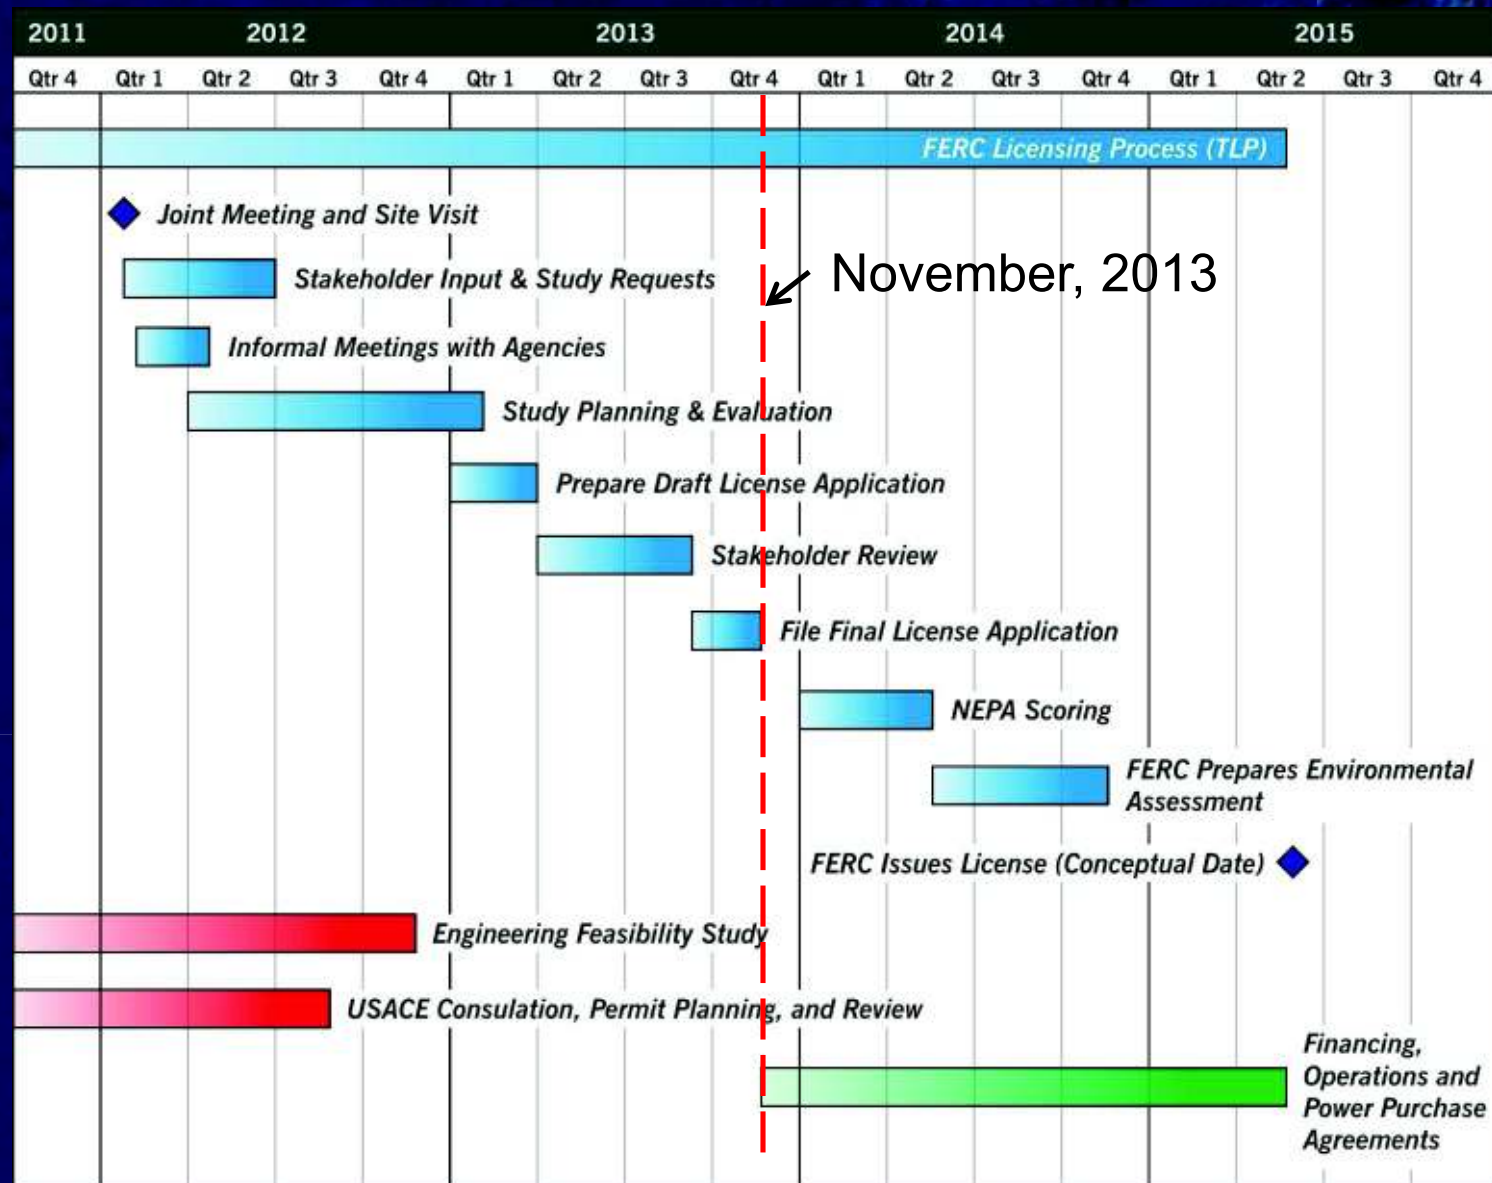 2011 2012 2013 2014 2015
Qtr 4 Qtr 1 Qtr 2 Qtr 3 Qtr 4 Qtr 1 Qtr 2 Qtr 3 Qtr 4 Qtr 1 Qtr 2 Qtr 3 Qtr 4 Qtr 1 Qtr 2 Qtr 3 Qtr 4
FERC Licensing Process (TLP)
Joint Meeting and Site Visit
Stakeholder Input & Study Requests
November, 2013
Informal Meetings with Agencies
Study Planning & Evaluation
Prepare Draft License Application
Stakeholder Review
File Final License Application
NEPA Scoring
FERC Prepares Environmental
Assessment
FERC Issues License (Conceptual Date)
Engineering Feasibility Study
USACE Consulation, Permit Planning, and Review
Financing,
Operations and
Power Purchase
Agreements